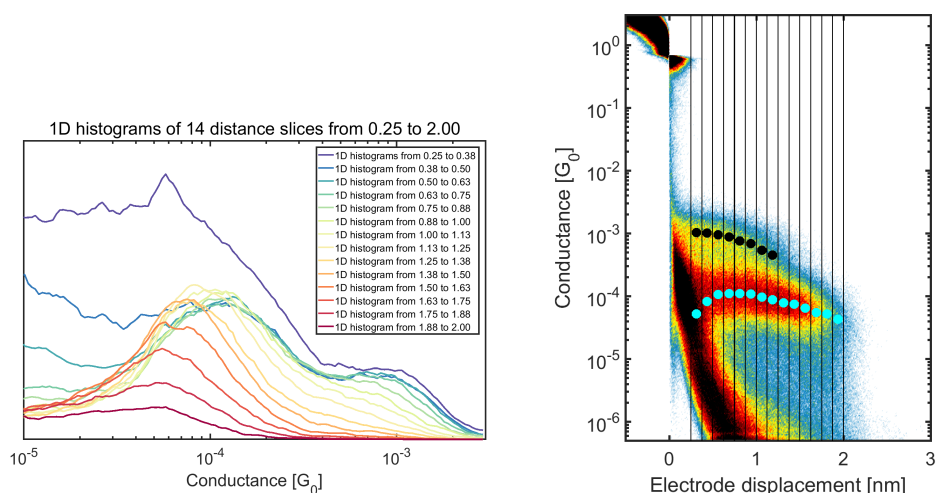 1D histograms of 14 distance slices from 0.25 to 2.00
1D histograms from 0.25 to 0.38
1D histogram from 0.38 to 0.50
1D histogram from 0.50 to 0.63
1D histogram from 0.63 to 0.75
1D histogram from 0.75 to 0.88
1D histogram from 0.88 to 1.00
1D histogram from 1.00 to 1.13
1D histogram from 1.13 to 1.25
1D histogram from 1.25 to 1.38
1D histogram from 1.38 to 1.50
1D histogram from 1.50 to 1.63
1D histogram from 1.63 to 1.75
1D histogram from 1.75 to 1.88
1D histogram from 1.88 to 2.00
10^-5 10^-4 10^-3
Conductance [G_0]
Conductance [G_0]
10^0
10^-1
10^-2
10^-3
10^-4
10^-5
10^-6
0 1 2 3
Electrode displacement [nm]